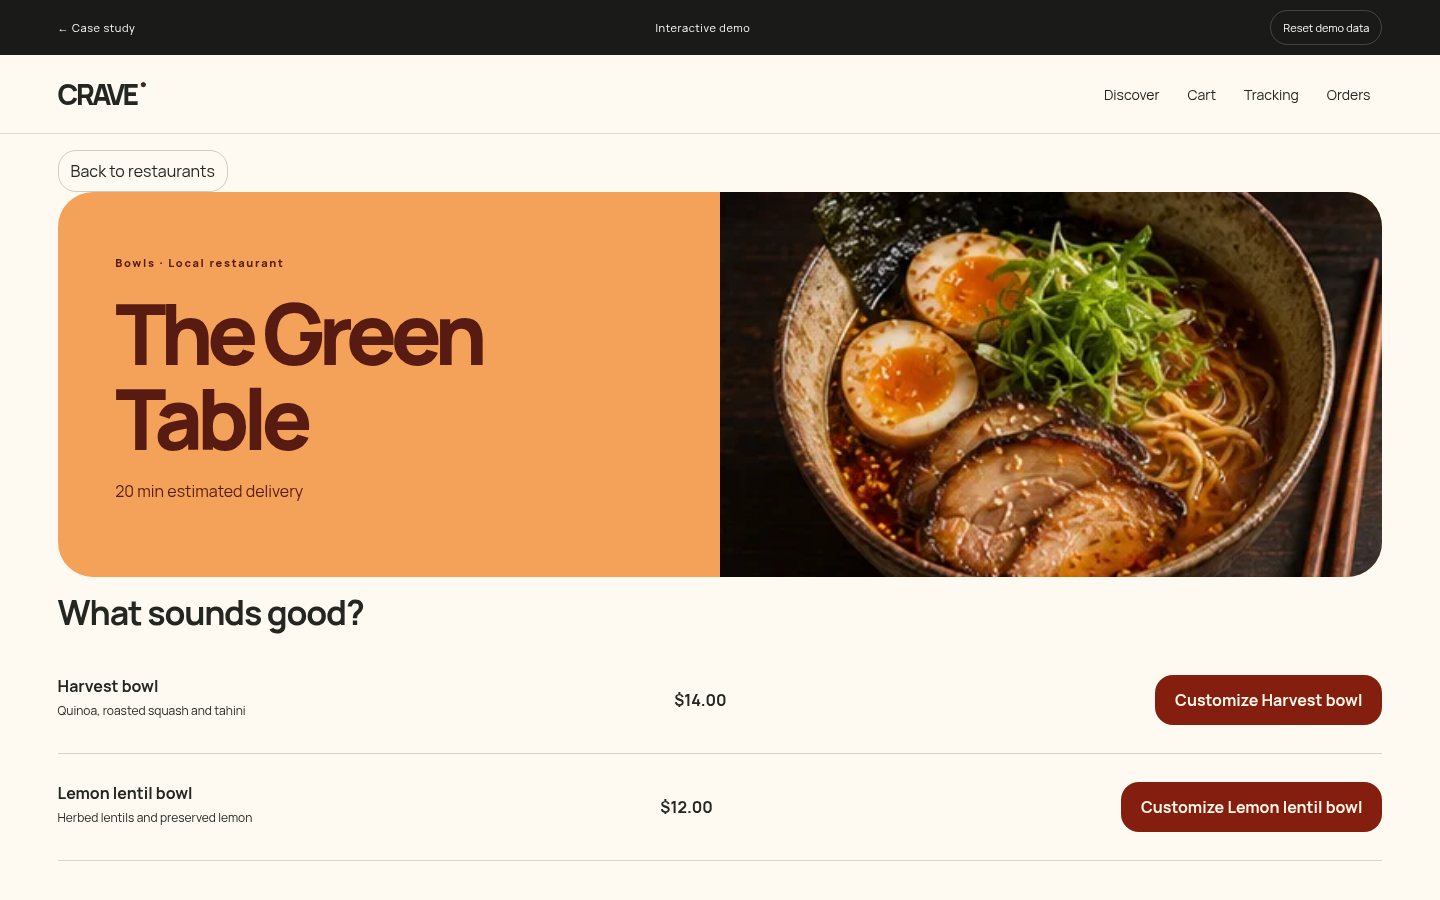 ← Case study
Interactive demo
Reset demo data
CRAVE
Discover
Cart
Tracking
Orders
Back to restaurants
Bowls · Local restaurant
The Green
Table
20 min estimated delivery
What sounds good?
Harvest bowl
Quinoa, roasted squash and tahini
$14.00
Customize Harvest bowl
Lemon lentil bowl
Herbed lentils and preserved lemon
$12.00
Customize Lemon lentil bowl